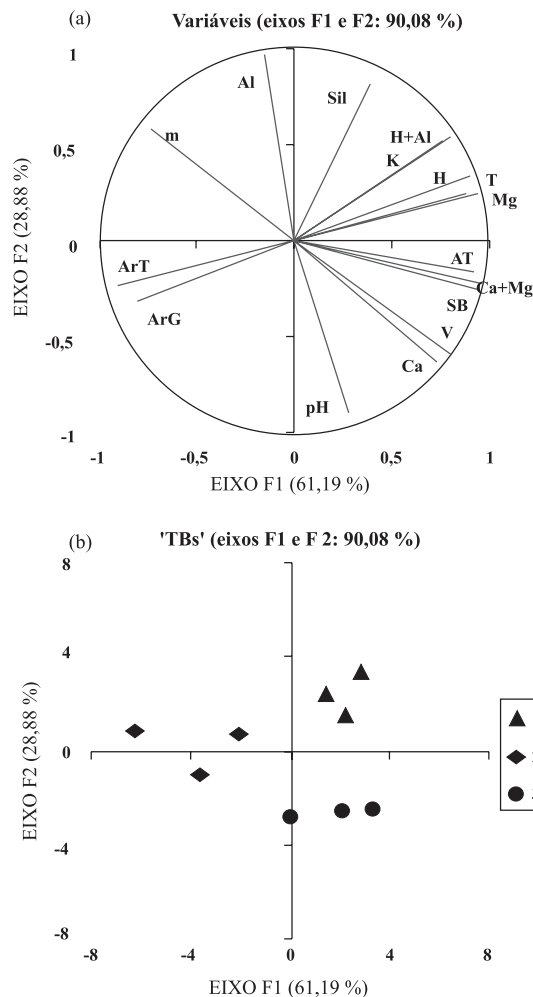 (a)
Variáveis (eixos F1 e F2: 90,08 %)
1
Al
Sil
m
0,5
H+Al
K
H
T
Mg
EIXO F2 (28,88 %)
0
ArT
AT
Ca+Mg
ArG
SB
V
-0,5
Ca
pH
-1
-1
-0,5
0
0,5
1
EIXO F1 (61,19 %)
(b)
'TBs' (eixos F1 e F 2: 90,08 %)
8
4
EIXO F2 (28,88 %)
0
-4
-8
-8
-4
0
4
8
EIXO F1 (61,19 %)